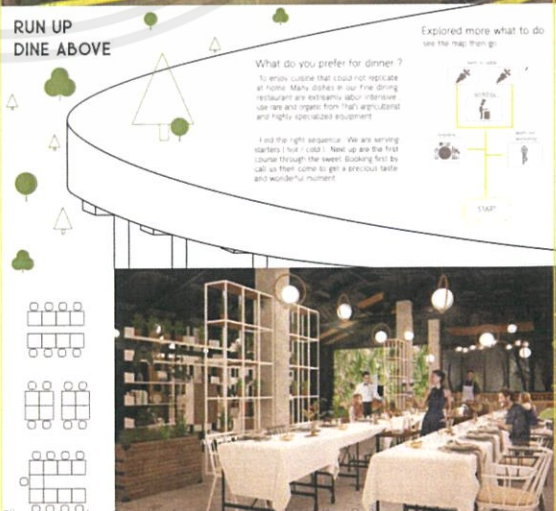 RUN UP
DINE ABOVE
Explored more what to do
see the map then go
What do you prefer for dinner ?
To enjoy cuisine that could not replicate
at home. Many dishes in our fine dining
restaurant are extremely labor intensive
use rare and organic from Thai's
and highly specialized equipment
Find the right sequence : We are serving
starters ( hot / cold ). Next up are the first
course through the sweet. Booking first by
call us then come to get a precious taste
and wonderful mument
START